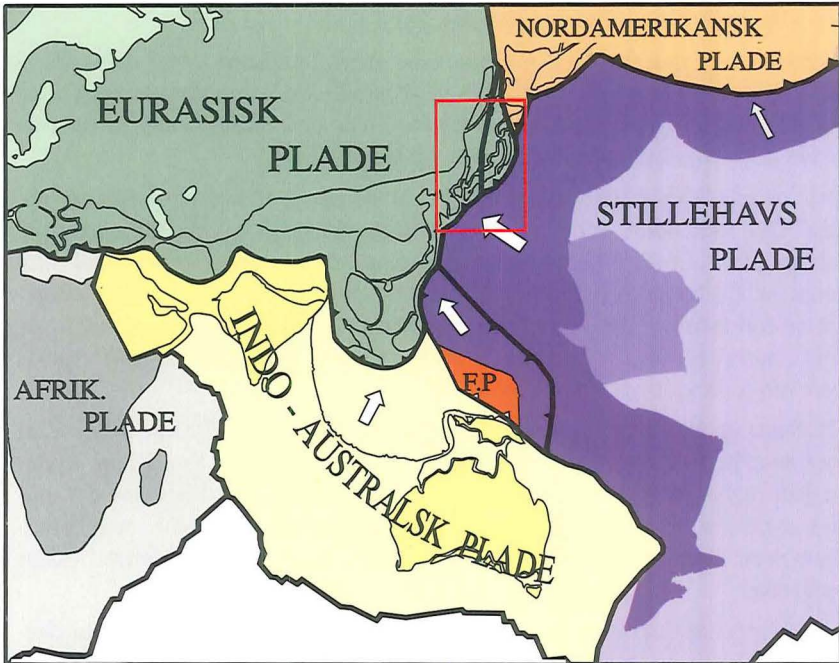 NORDAMERIKANSK
PLADE
EURASISK
PLADE
STILLEHAVS
PLADE
INDO - AUSTRALSK PLADE
AFRIK.
PLADE
F.P